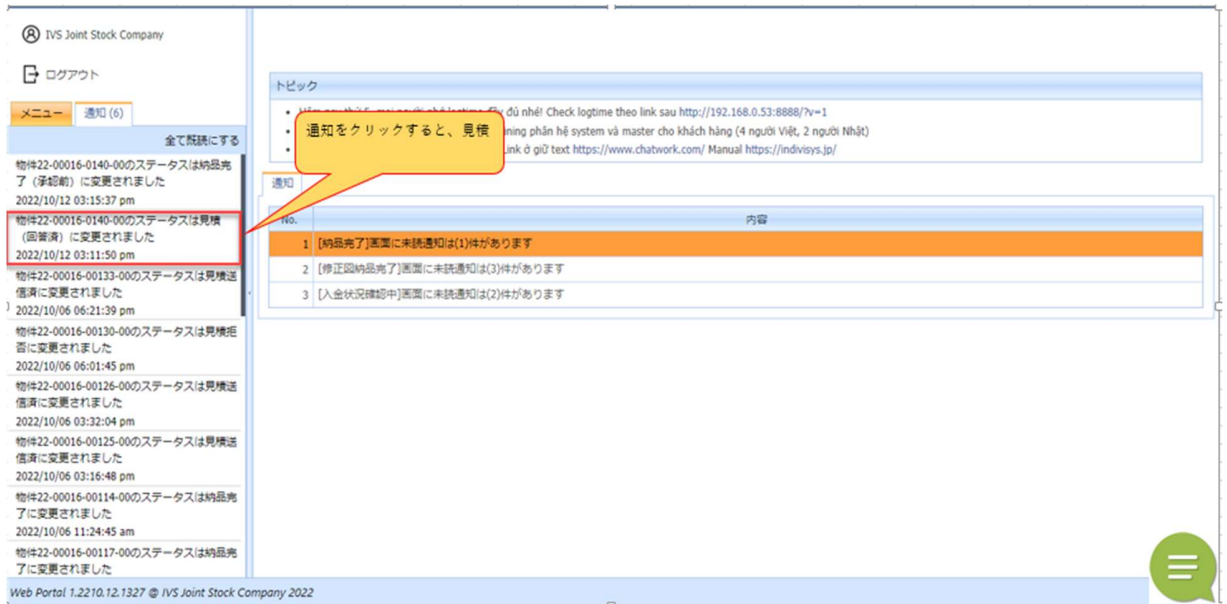 IVS Joint Stock Company
ログアウト
メニュー
通知 (6)
全て既読にする
物件22-00016-0140-00のステータスは納品完
了（承認前）に変更されました
2022/10/12 03:15:37 pm
物件22-00016-0140-00のステータスは見積
（回答済）に変更されました
2022/10/12 03:11:50 pm
物件22-00016-00133-00のステータスは見積送
信済に変更されました
2022/10/06 06:21:39 pm
物件22-00016-00130-00のステータスは見積拒
否に変更されました
2022/10/06 06:01:45 pm
物件22-00016-00126-00のステータスは見積送
信済に変更されました
2022/10/06 03:32:04 pm
物件22-00016-00125-00のステータスは見積送
信済に変更されました
2022/10/06 03:16:48 pm
物件22-00016-00114-00のステータスは納品完
了に変更されました
2022/10/06 11:24:45 am
物件22-00016-00117-00のステータスは納品完
了に変更されました
トピック
đủ nhé! Check logtime theo link sau http://192.168.0.53:8888/?v=1
phân hệ system và master cho khách hàng (4 người Việt, 2 người Nhật)
ở giữ text https://www.chatwork.com/ Manual https://indivisys.jp/
通知をクリックすると、見積
通知
No. 内容
1 [納品完了]画面に未読通知は(1)件があります
2 [修正図納品完了]画面に未読通知は(3)件があります
3 [入金状況確認中]画面に未読通知は(2)件があります
Web Portal 1.2210.12.1327 @ IVS Joint Stock Company 2022